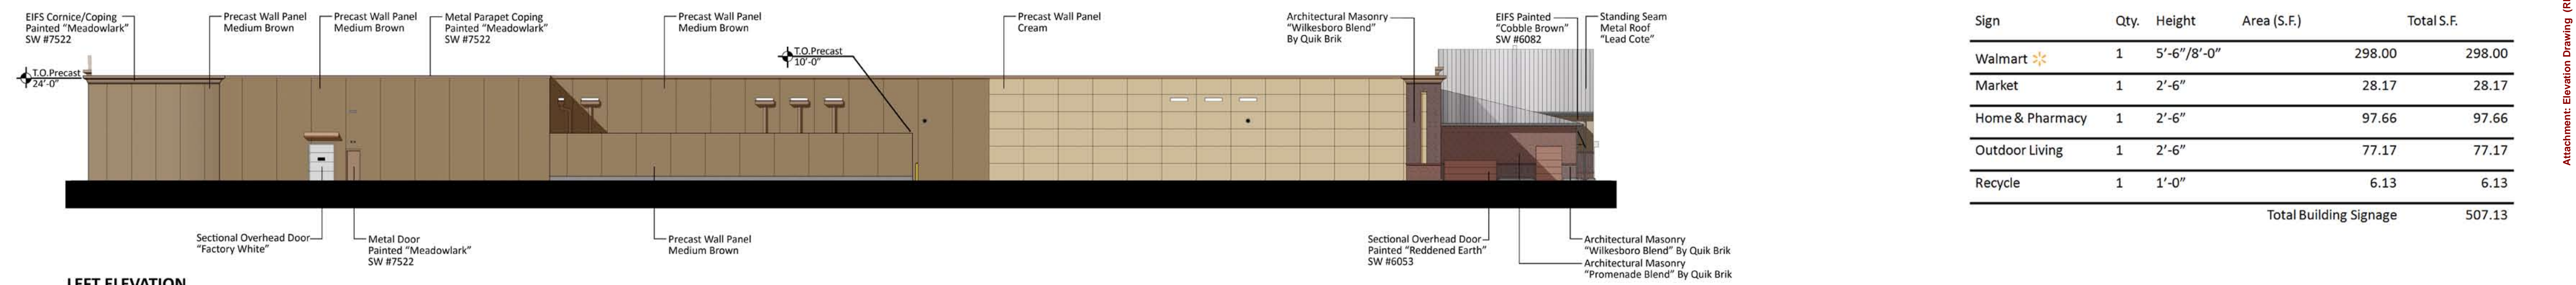 EIFS Cornice/Coping
Painted “Meadowlark”
SW #7522
Precast Wall Panel
Medium Brown
Precast Wall Panel
Medium Brown
Metal Parapet Coping
Painted “Meadowlark”
SW #7522
Precast Wall Panel
Medium Brown
T.O.Precast
10'-0"
Precast Wall Panel
Cream
Architectural Masonry
“Wilkesboro Blend”
By Quik Brik
EIFS Painted
“Cobble Brown”
SW #6082
Standing Seam
Metal Roof
“Lead Cote”
T.O.Precast
24'-0"
Sectional Overhead Door
“Factory White”
Metal Door
Painted “Meadowlark”
SW #7522
Precast Wall Panel
Medium Brown
Sectional Overhead Door
Painted “Reddened Earth”
SW #6053
Architectural Masonry
“Wilkesboro Blend” By Quik Brik
Architectural Masonry
“Promenade Blend” By Quik Brik
LEFT ELEVATION
Sign Qty. Height Area (S.F.) Total S.F.
Walmart 1 5’-6”/8’-0” 298.00 298.00
Market 1 2’-6” 28.17 28.17
Home & Pharmacy 1 2’-6” 97.66 97.66
Outdoor Living 1 2’-6” 77.17 77.17
Recycle 1 1’-0” 6.13 6.13
Total Building Signage 507.13
Attachment: Elevation Drawing